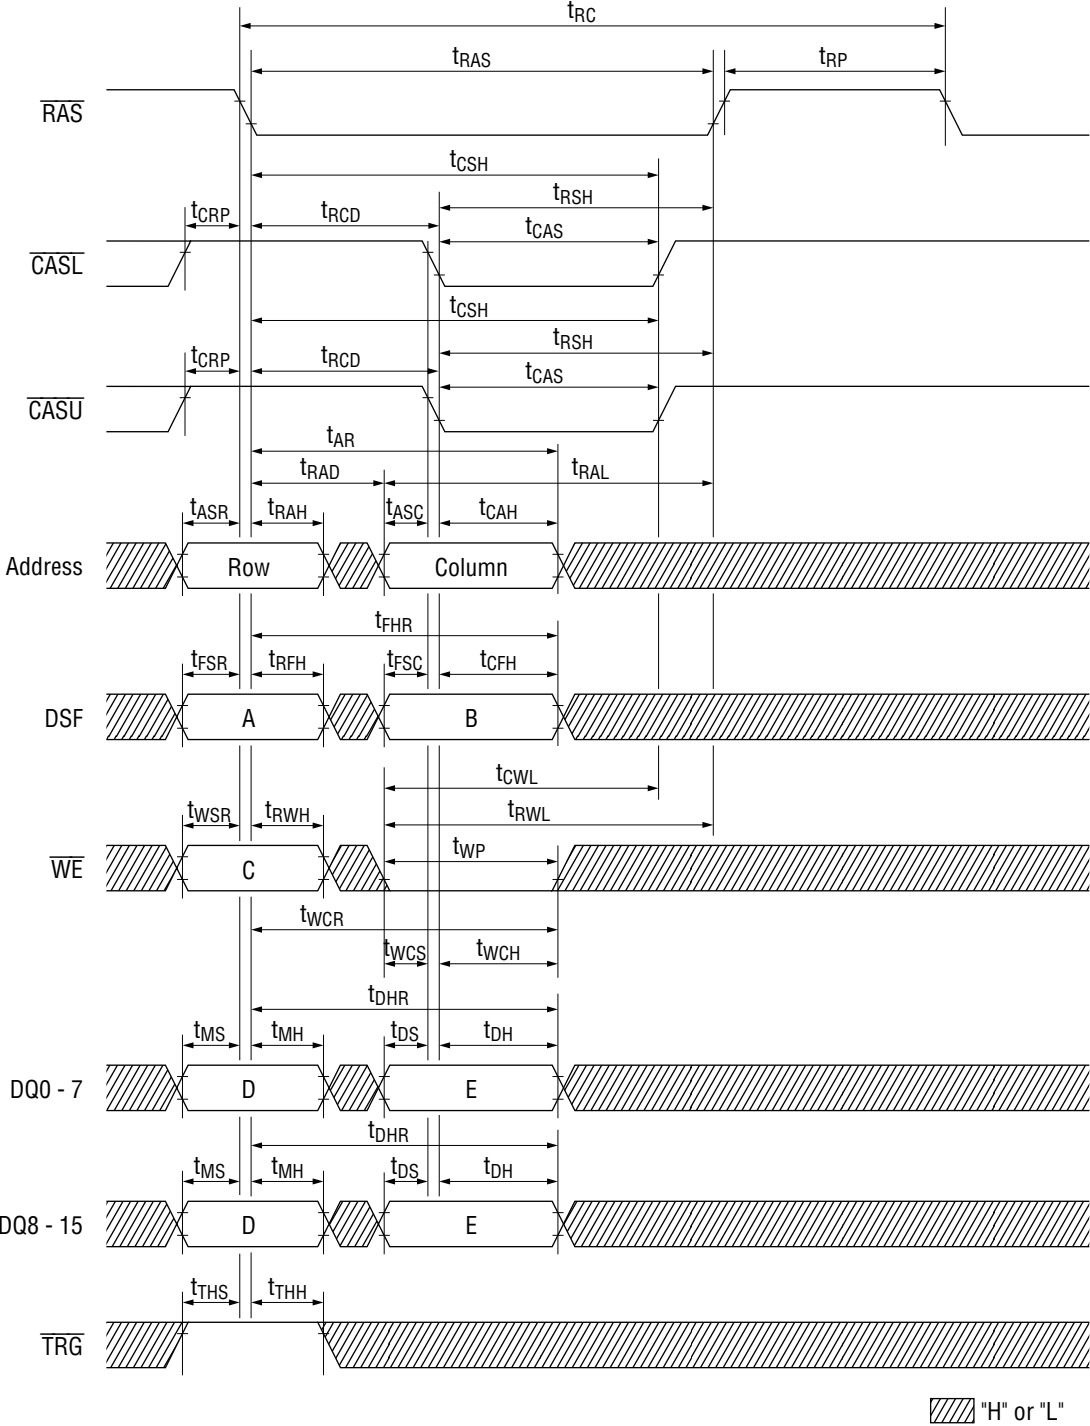 tRC
tRAS tRP
RAS
tCSH
tRSH
tCRP tRCD tCAS
CASL
tCSH
tRSH
tCRP tRCD tCAS
CASU
tAR
tRAD tRAL
tASR tRAH tASC tCAH
Address Row Column
tFHR
tFSR tRFH tFSC tCFH
DSF A B
tCWL
tWSR tRWH tRWL
tWP
WE C
tWCR
tWCS tWCH
tDHR
tMS tMH tDS tDH
DQ0 - 7 D E
tDHR
tMS tMH tDS tDH
DQ8 - 15 D E
tTHS tTHH
TRG
"H" or "L"